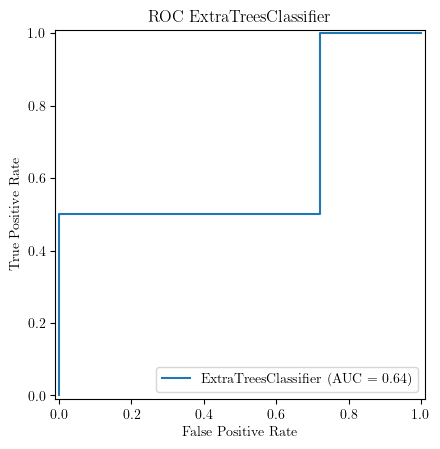 ROC ExtraTreesClassifier
1.0
0.8
0.6
0.4
0.2
0.0
True Positive Rate
ExtraTreesClassifier (AUC = 0.64)
0.0 0.2 0.4 0.6 0.8 1.0
False Positive Rate